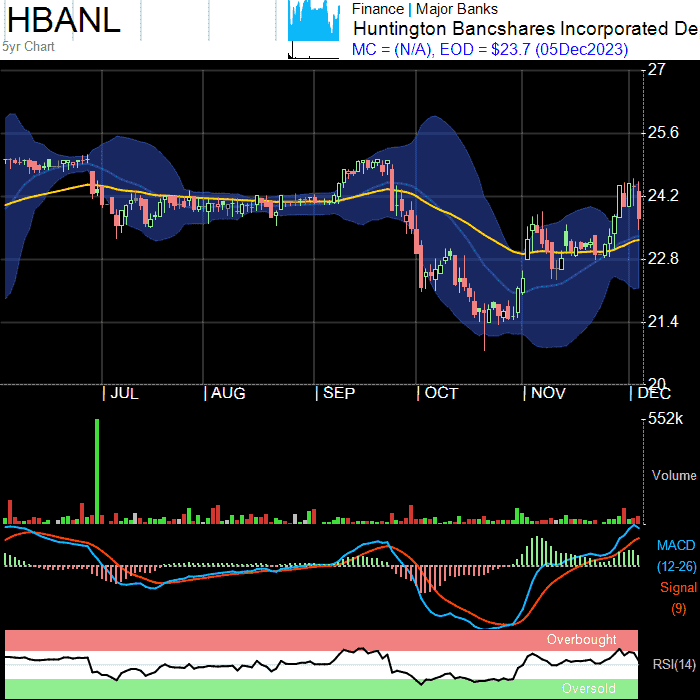 HBANL
5yr Chart
Finance | Major Banks
Huntington Bancshares Incorporated De
MC = (N/A), EOD = $23.7 (05Dec2023)
27
25.6
24.2
22.8
21.4
20
| JUL | AUG | SEP | OCT | NOV | DEC
552k
Volume
MACD
(12-26)
Signal
(9)
Overbought
RSI(14)
Oversold